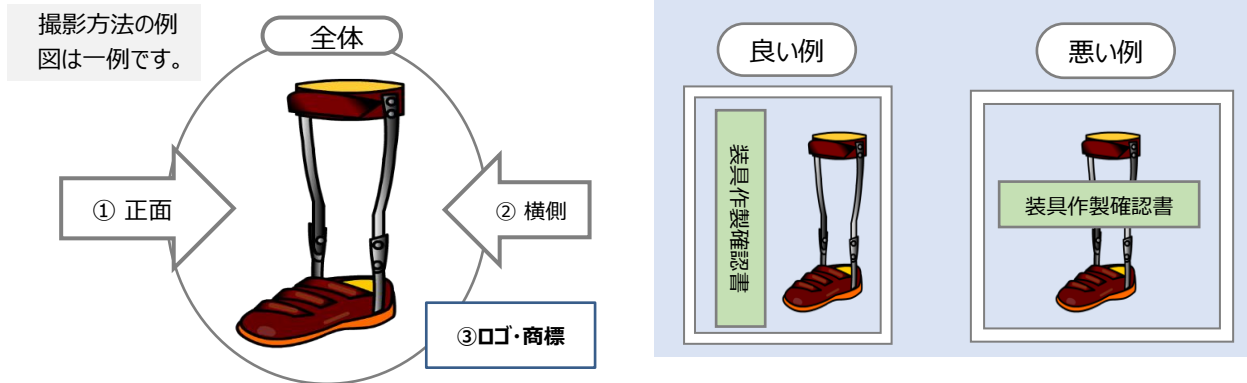 撮影方法の例
図は一例です。
全体
① 正面
② 横側
③ロゴ・商標
良い例
悪い例
装具作製確認書
装具作製確認書